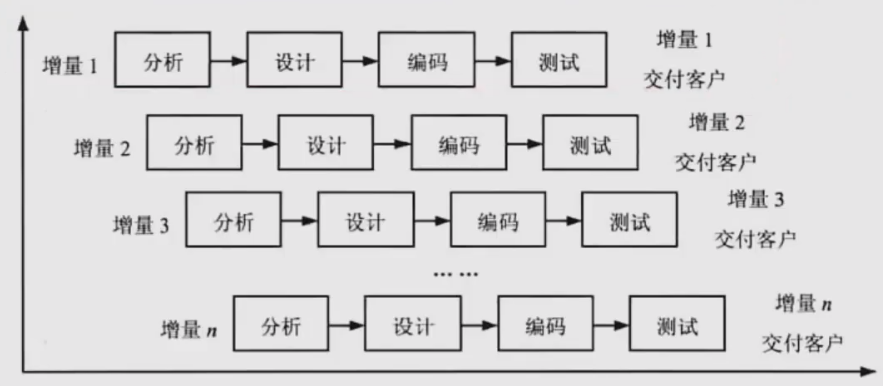 增量 1 分析 设计 编码 测试 增量 1
交付客户
增量 2 分析 设计 编码 测试 增量 2
交付客户
增量 3 分析 设计 编码 测试 增量 3
交付客户
... ...
增量 n 分析 设计 编码 测试 增量 n
交付客户